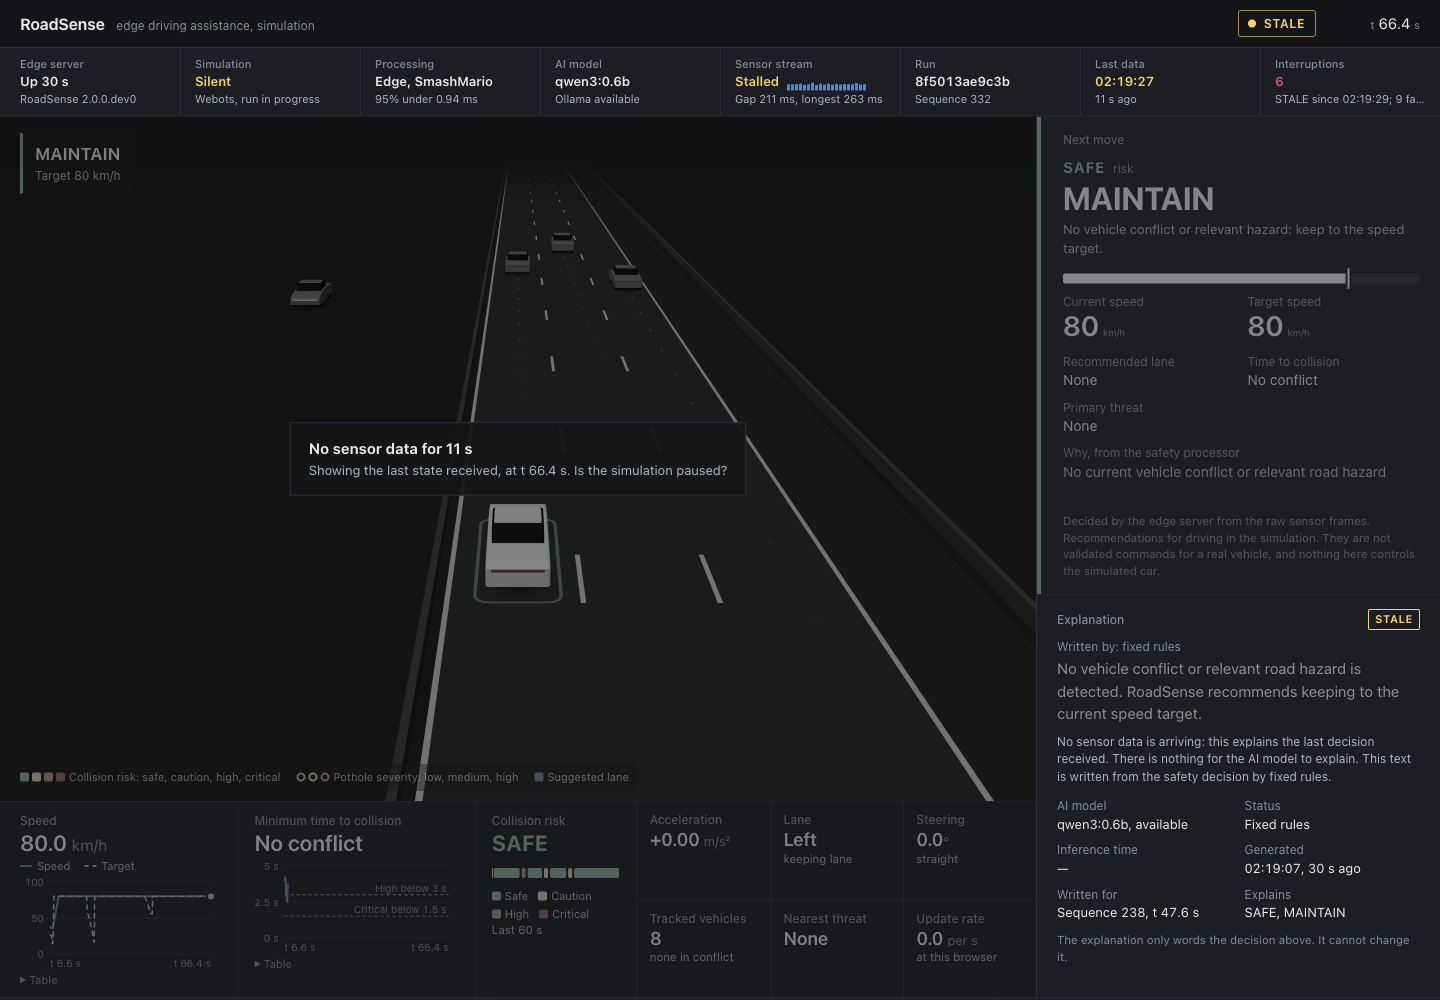 RoadSense edge driving assistance, simulation
STALE
t 66.4 s
Edge server
Up 30 s
RoadSense 2.0.0.dev0
Simulation
Silent
Webots, run in progress
Processing
Edge, SmashMario
95% under 0.94 ms
AI model
qwen3:0.6b
Ollama available
Sensor stream
Stalled
Gap 211 ms, longest 263 ms
Run
8f5013ae9c3b
Sequence 332
Last data
02:19:27
11 s ago
Interruptions
6
STALE since 02:19:29; 9 fa...
MAINTAIN
Target 80 km/h
No sensor data for 11 s
Showing the last state received, at t 66.4 s. Is the simulation paused?
Collision risk: safe, caution, high, critical
Pothole severity: low, medium, high
Suggested lane
Next move
SAFE risk
MAINTAIN
No vehicle conflict or relevant hazard: keep to the speed
target.
Current speed
80 km/h
Target speed
80 km/h
Recommended lane
None
Time to collision
No conflict
Primary threat
None
Why, from the safety processor
No current vehicle conflict or relevant road hazard
Decided by the edge server from the raw sensor frames.
Recommendations for driving in the simulation. They are not
validated commands for a real vehicle, and nothing here controls
the simulated car.
Explanation
STALE
Written by: fixed rules
No vehicle conflict or relevant road hazard is
detected. RoadSense recommends keeping to the
current speed target.
No sensor data is arriving: this explains the last decision
received. There is nothing for the AI model to explain. This text
is written from the safety decision by fixed rules.
AI model
qwen3:0.6b, available
Status
Fixed rules
Inference time
—
Generated
02:19:07, 30 s ago
Written for
Sequence 238, t 47.6 s
Explains
SAFE, MAINTAIN
The explanation only words the decision above. It cannot change
it.
Speed
80.0 km/h
Speed
Target
100
50
0
t 6.6 s
t 66.4 s
Table
Minimum time to collision
No conflict
5 s
High below 3 s
2.5 s
Critical below 1.5 s
0 s
t 6.6 s
t 66.4 s
Table
Collision risk
SAFE
Safe
Caution
High
Critical
Last 60 s
Acceleration
+0.00 m/s²
Lane
Left
keeping lane
Steering
0.0°
straight
Tracked vehicles
8
none in conflict
Nearest threat
None
Update rate
0.0 per s
at this browser